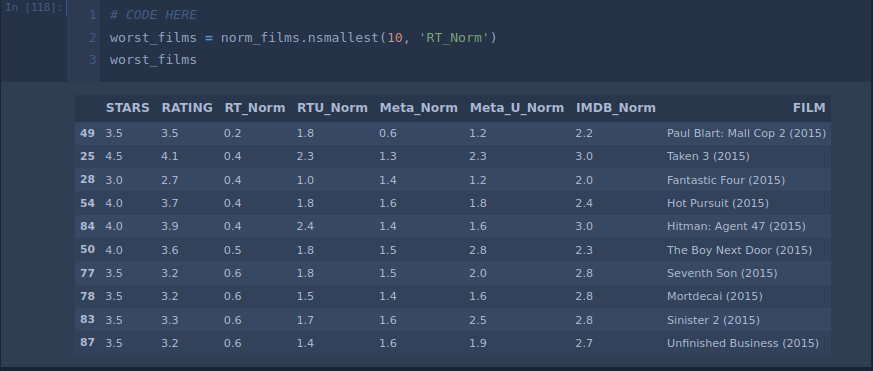 In [118]:
1 # CODE HERE
2 worst_films = norm_films.nsmallest(10, 'RT_Norm')
3 worst_films
STARS RATING RT_Norm RTU_Norm Meta_Norm Meta_U_Norm IMDB_Norm FILM
49 3.5 3.5 0.2 1.8 0.6 1.2 2.2 Paul Blart: Mall Cop 2 (2015)
25 4.5 4.1 0.4 2.3 1.3 2.3 3.0 Taken 3 (2015)
28 3.0 2.7 0.4 1.0 1.4 1.2 2.0 Fantastic Four (2015)
54 4.0 3.7 0.4 1.8 1.6 1.8 2.4 Hot Pursuit (2015)
84 4.0 3.9 0.4 2.4 1.4 1.6 3.0 Hitman: Agent 47 (2015)
50 4.0 3.6 0.5 1.8 1.5 2.8 2.3 The Boy Next Door (2015)
77 3.5 3.2 0.6 1.8 1.5 2.0 2.8 Seventh Son (2015)
78 3.5 3.2 0.6 1.5 1.4 1.6 2.8 Mortdecai (2015)
83 3.5 3.3 0.6 1.7 1.6 2.5 2.8 Sinister 2 (2015)
87 3.5 3.2 0.6 1.4 1.6 1.9 2.7 Unfinished Business (2015)